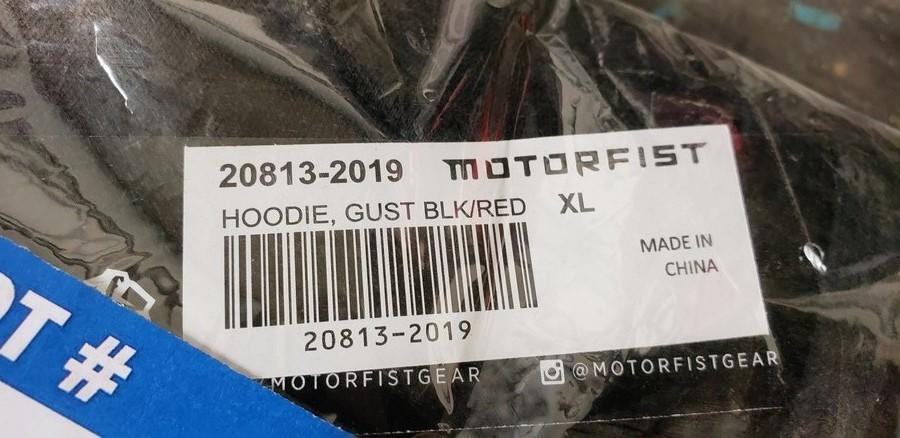 20813-2019 MOTORFIST
HOODIE, GUST BLK/RED XL
MADE IN
CHINA
20813-2019
/MOTORFISTGEAR @MOTORFISTGEAR
#